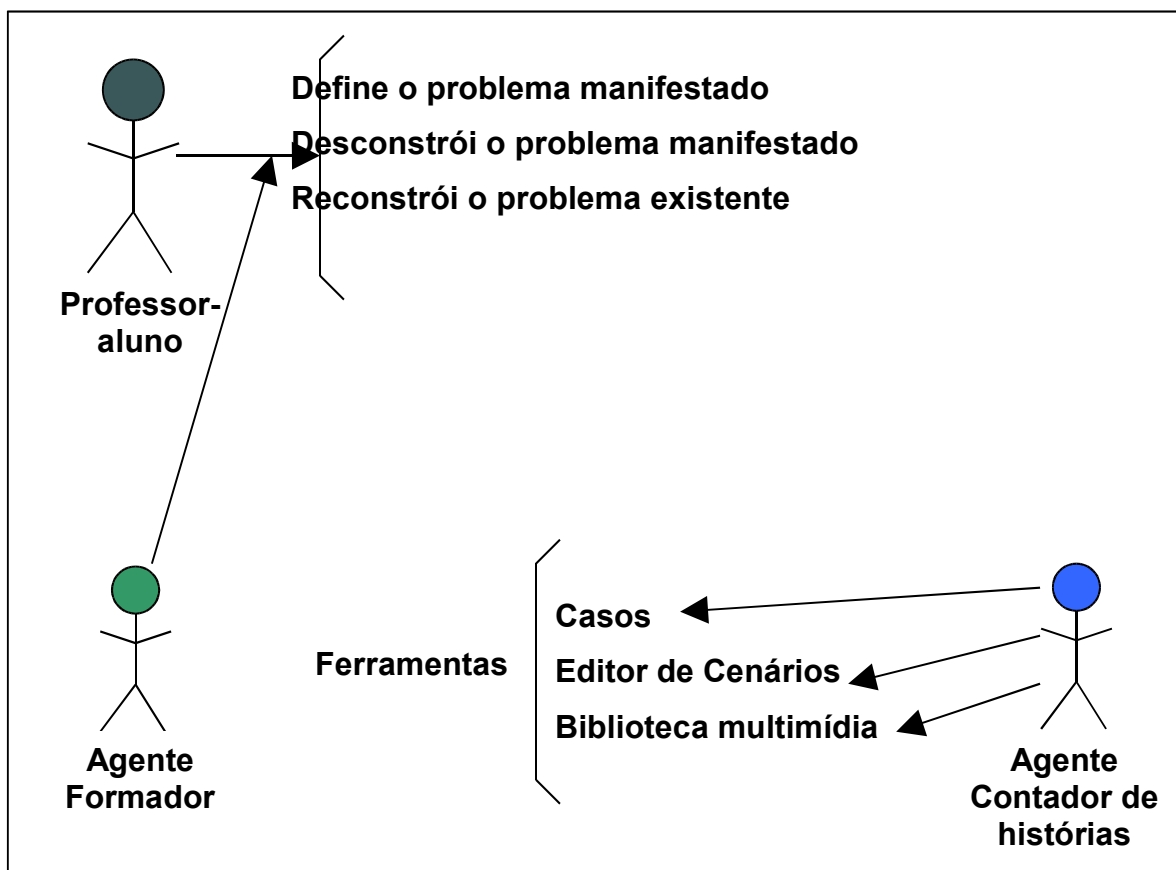 Define o problema manifestado
Desconstrói o problema manifestado
Reconstrói o problema existente
Professor-
aluno
Casos
Ferramentas
Editor de Cenários
Biblioteca multimídia
Agente
Formador
Agente
Contador de
histórias